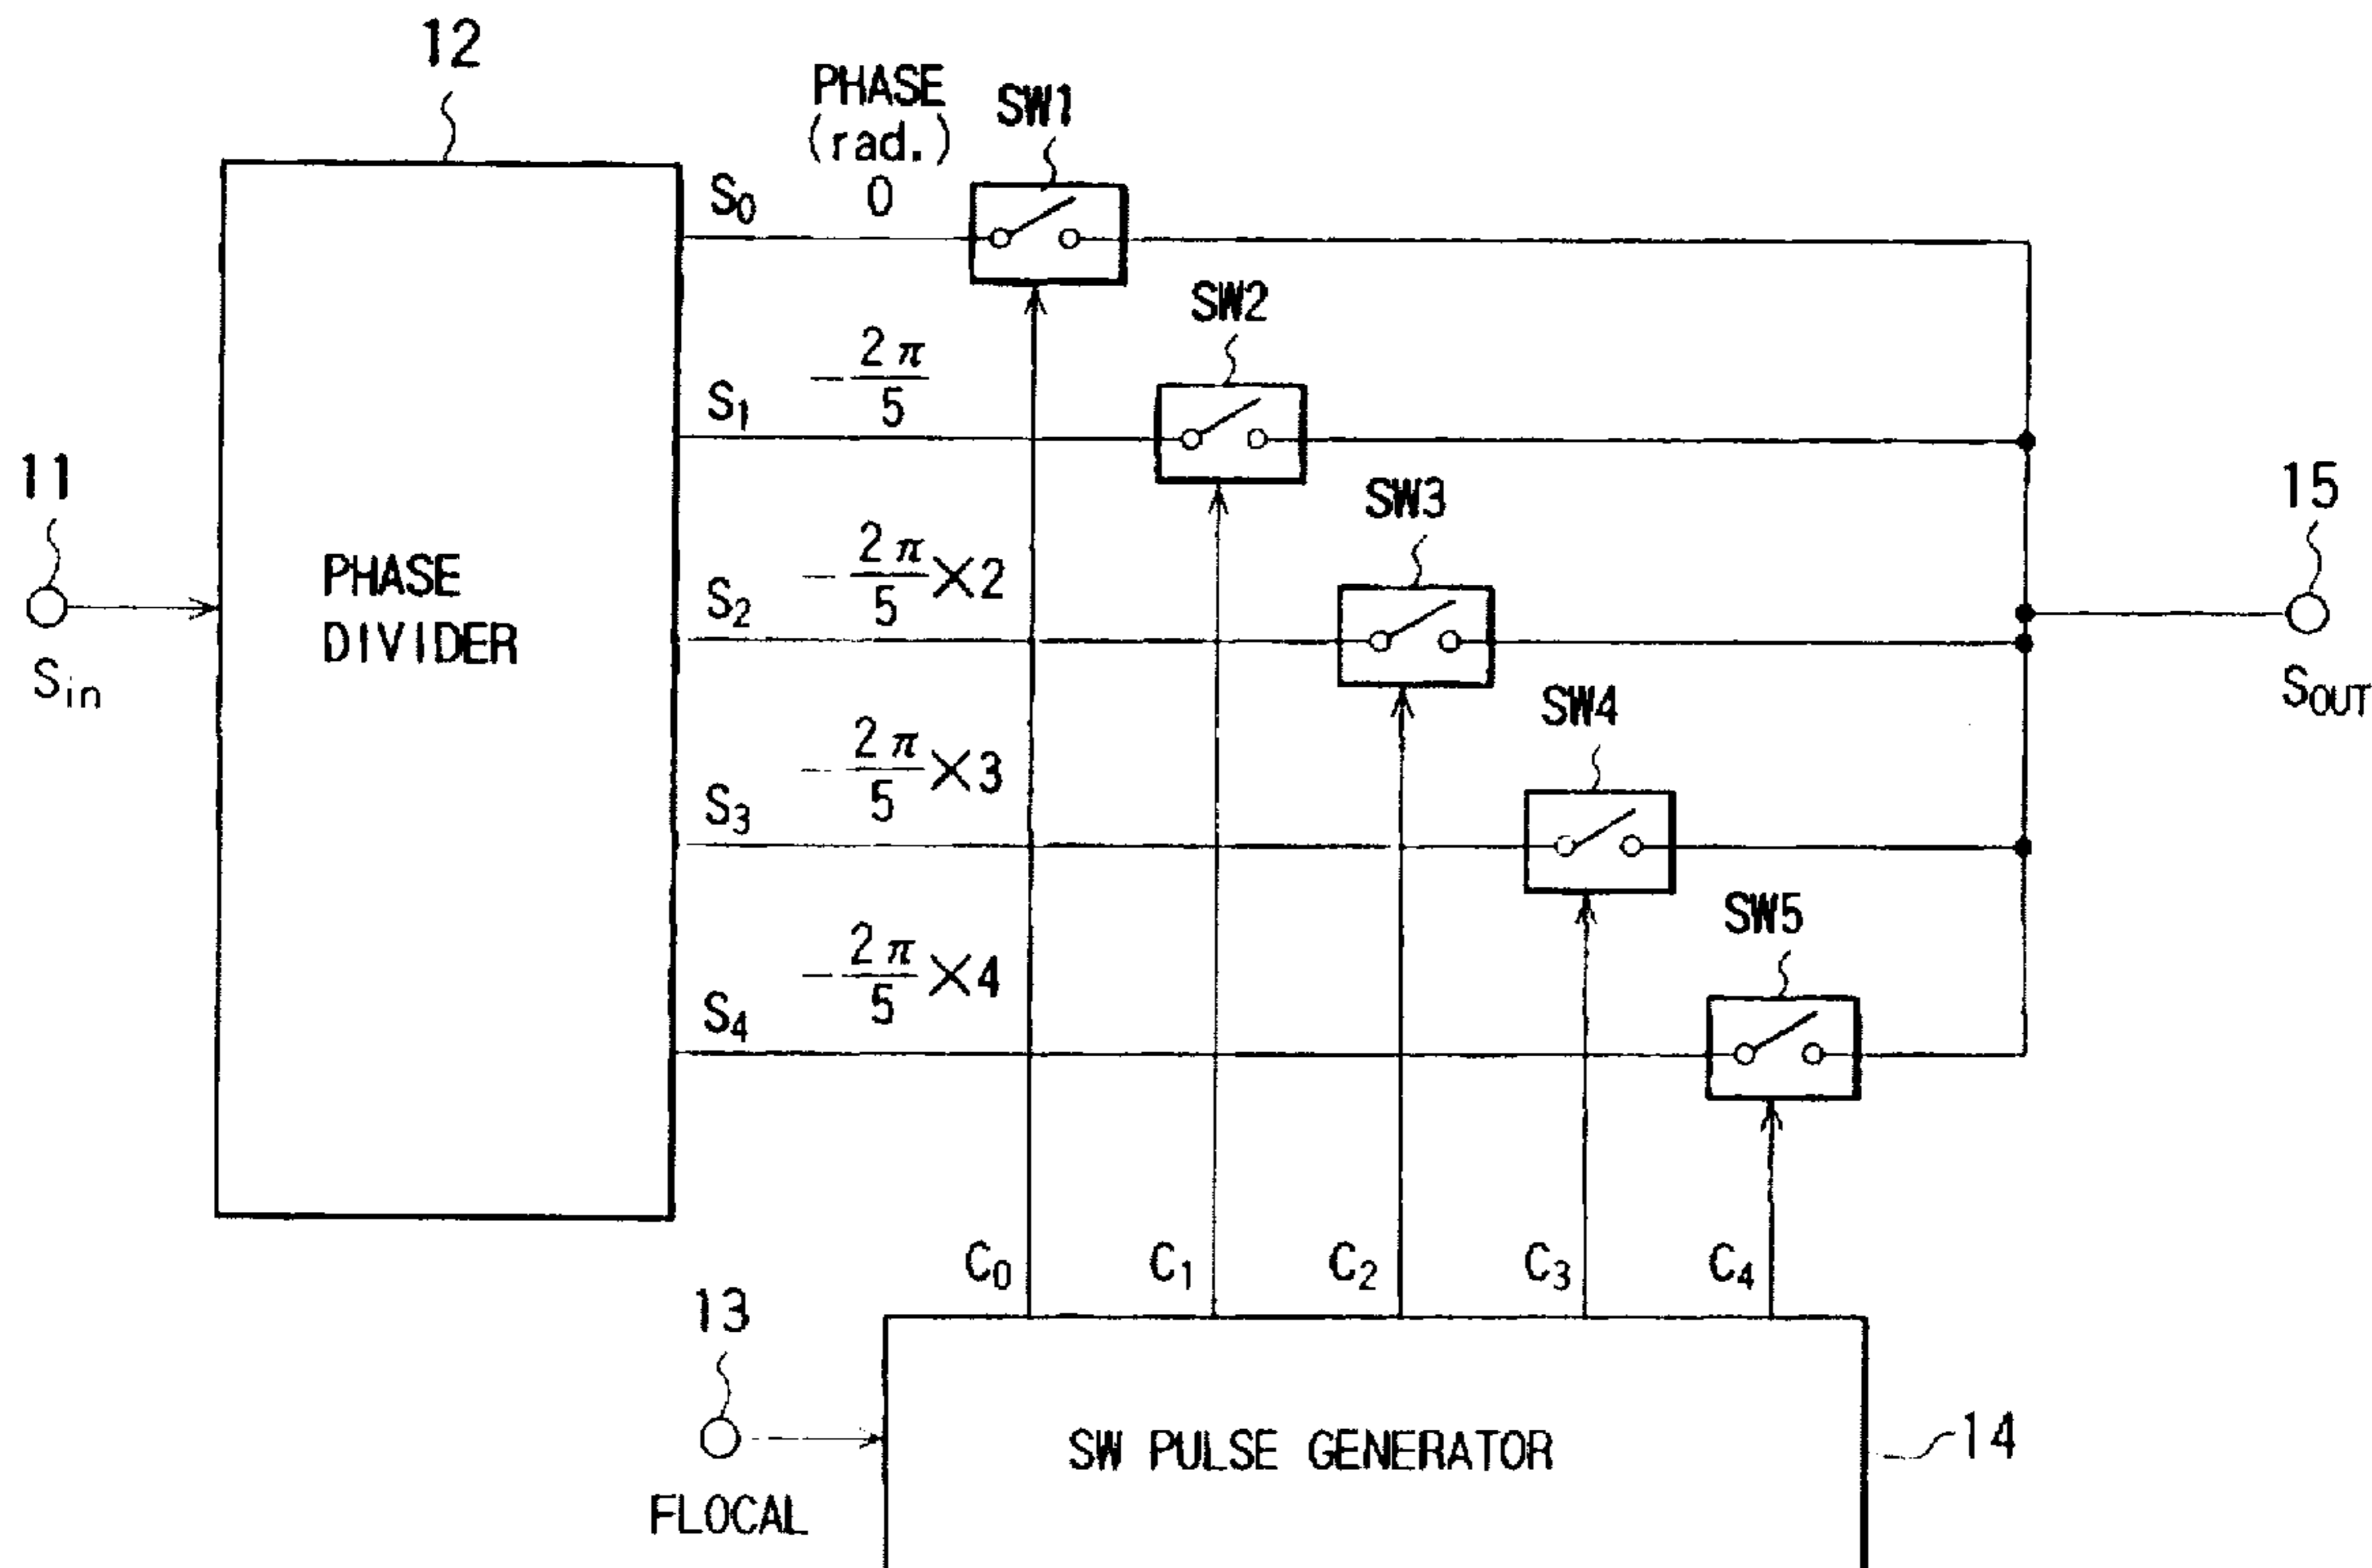 12
PHASE
(rad.)
SW1
S0
0
SW2
S1
− 2π/5
11
SW3
15
S2
− 2π/5 ×2
PHASE
DIVIDER
Sin
SOUT
SW4
S3
− 2π/5 ×3
SW5
S4
− 2π/5 ×4
C0
C1
C2
C3
C4
13
SW PULSE GENERATOR
14
FLOCAL